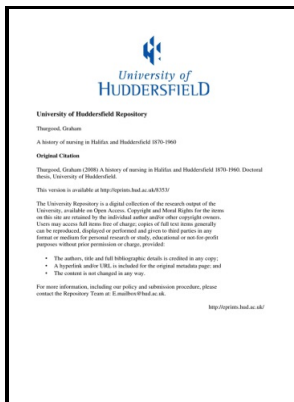 University of
HUDDERSFIELD
University of Huddersfield Repository
Thurgood, Graham
A history of nursing in Halifax and Huddersfield 1870-1960
Original Citation
Thurgood, Graham (2008) A history of nursing in Halifax and Huddersfield 1870-1960. Doctoral
thesis, University of Huddersfield.
This version is available at http://eprints.hud.ac.uk/8353/
The University Repository is a digital collection of the research output of the
University, available on Open Access. Copyright and Moral Rights for the items
on this site are retained by the individual author and/or other copyright owners.
Users may access full items free of charge; copies of full text items generally
can be reproduced, displayed or performed and given to third parties in any
format or medium for personal research or study, educational or not-for-profit
purposes without prior permission or charge, provided:
• The authors, title and full bibliographic details is credited in any copy;
• A hyperlink and/or URL is included for the original metadata page; and
• The content is not changed in any way.
For more information, including our policy and submission procedure, please
contact the Repository Team at: E.mailbox@hud.ac.uk.
http://eprints.hud.ac.uk/